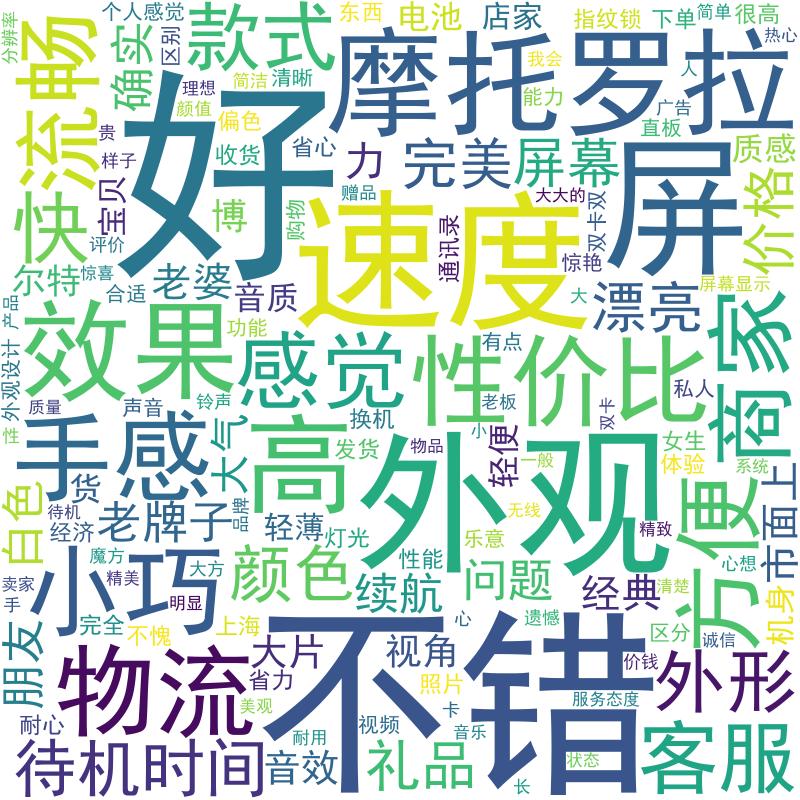 个人感觉
东西
电池
店家
指纹锁
下单
简单
很高
分辨率
流畅
确实
区别
款式
摩托罗拉
我会
人
热心
理想
简洁
清晰
颜值
能力
广告
好
偏色
直板
贵
省心
力
完美
屏幕
屏
质感
样子
收货
宝贝
赠品
大大的
价格
快
博
购物
速度
通讯录
双卡双
评价
惊艳
尔特
惊喜
老婆
音质
大
屏幕显示
合适
漂亮
产品
效果
功能
感觉
有点
性价比
商家
外观设计
质量
声音
铃声
换机
老板
双卡
私人
性
手感
大气
高
发货
物品
小
轻便
外观
女生
一般
体验
系统
货
白色
待机
经济
老牌子
品牌
轻薄
灯光
无线
精致
方便
市面上
魔方
大方
颜色
性能
乐意
问题
心想
卖家
手
精美
小巧
明显
续航
经典
清楚
机身
朋友
完全
不愧
上海
不错
心
遗憾
区分
诚信
物流
大片
视角
价钱
外形
省力
照片
美观
卡
服务态度
耐心
视频
音乐
耐用
待机时间
音效
礼品
状态
客服
长